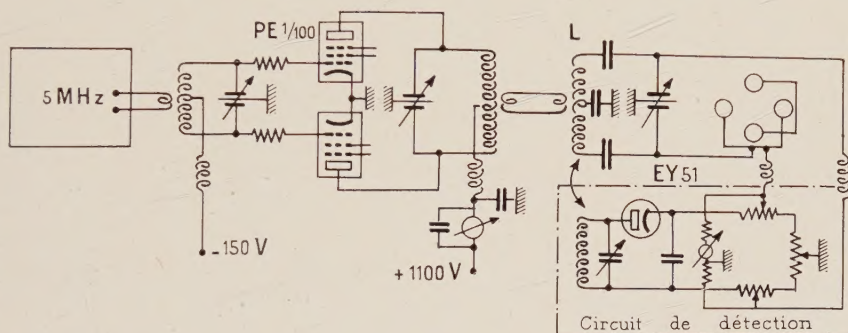 PE 1/100
5 MHz
L
EY 51
-150 V
+1100 V
Circuit de détection